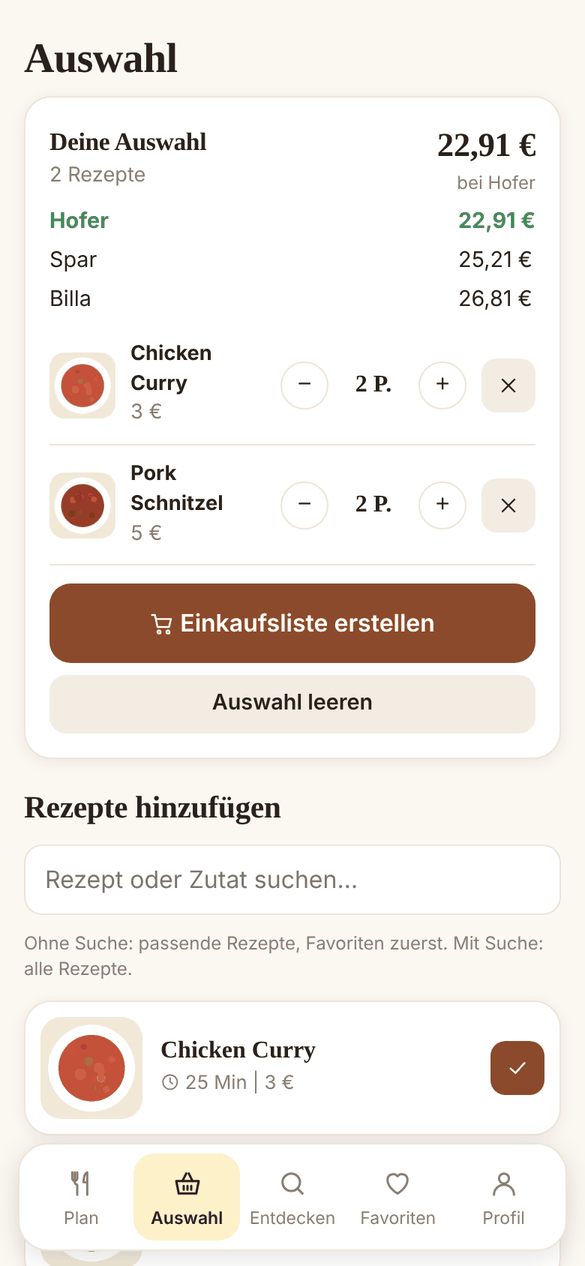 Auswahl
Deine Auswahl
22,91 €
2 Rezepte
bei Hofer
Hofer 22,91 €
Spar 25,21 €
Billa 26,81 €
Chicken
Curry
3 €
− 2 P. +
Pork
Schnitzel
5 €
− 2 P. +
Einkaufsliste erstellen
Auswahl leeren
Rezepte hinzufügen
Rezept oder Zutat suchen...
Ohne Suche: passende Rezepte, Favoriten zuerst. Mit Suche:
alle Rezepte.
Chicken Curry
25 Min | 3 €
Plan Auswahl Entdecken Favoriten Profil